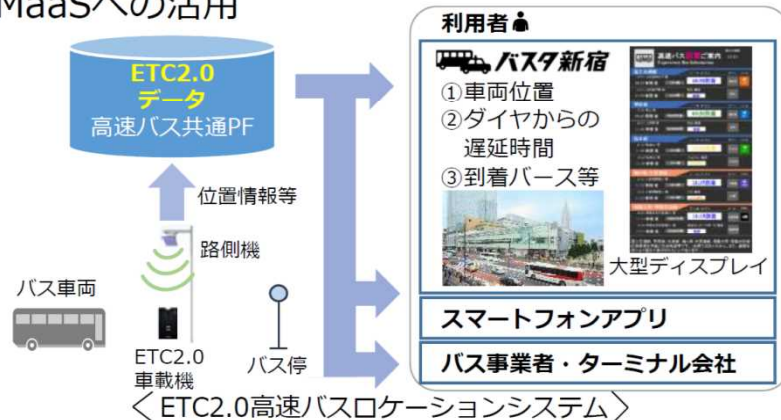 MaaSへの活用
ETC2.0
データ
高速バス共通PF
位置情報等
路側機
バス車両
ETC2.0
車載機
バス停
利用者
バスタ新宿
①車両位置
②ダイヤからの
遅延時間
③到着バース等
大型ディスプレイ
スマートフォンアプリ
バス事業者・ターミナル会社
＜ETC2.0高速バスロケーションシステム＞